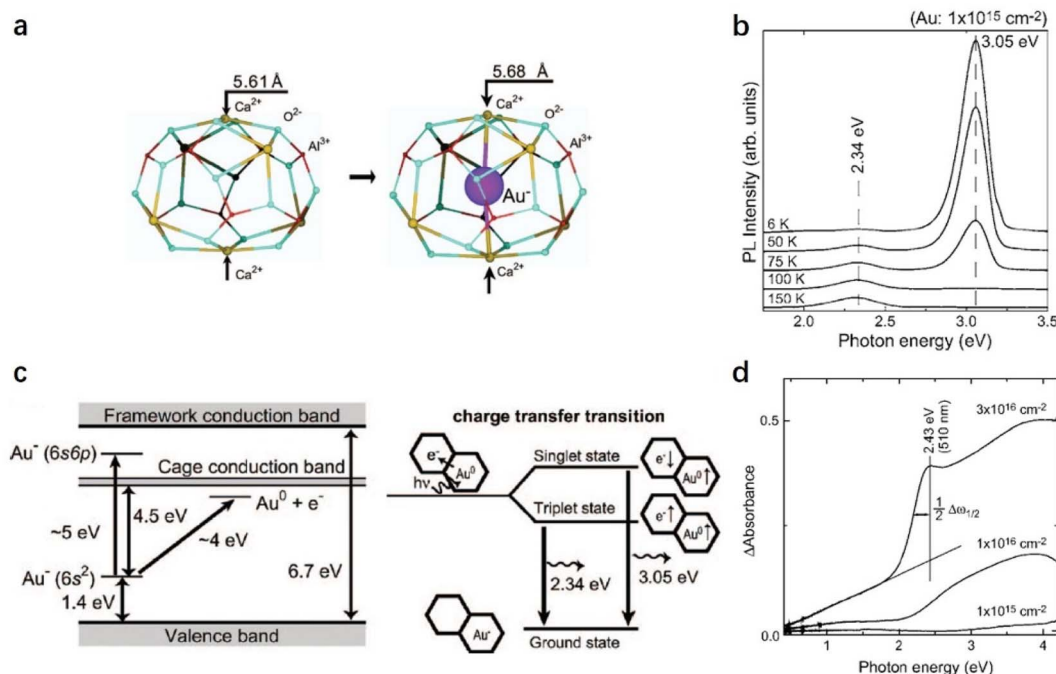 a
5.61 Å
Ca²⁺
O²⁻
Al³⁺
Ca²⁺
5.68 Å
Ca²⁺
O²⁻
Al³⁺
Au⁻
Ca²⁺
b
(Au: 1x10¹⁵ cm⁻²)
3.05 eV
2.34 eV
PL Intensity (arb. units)
6 K
50 K
75 K
100 K
150 K
2.0 2.5 3.0 3.5
Photon energy (eV)
c
Framework conduction band
Au⁻ (6s6p)
Cage conduction band
Au⁰ + e⁻
4.5 eV
~5 eV
~4 eV
6.7 eV
Au⁻ (6s²)
1.4 eV
Valence band
charge transfer transition
e⁻
Au⁰
hν
Singlet state
e⁻↓
Au⁰↑
Triplet state
e⁻↑
Au⁰↑
2.34 eV
3.05 eV
Au⁻
Ground state
d
ΔAbsorbance
0.5
0.0
2.43 eV
(510 nm)
3x10¹⁶ cm⁻²
½ Δω₁/₂
1x10¹⁶ cm⁻²
1x10¹⁵ cm⁻²
1 2 3 4
Photon energy (eV)